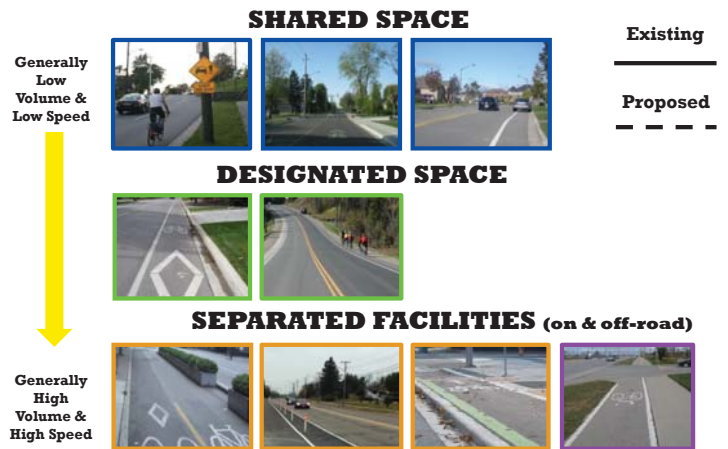 SHARED SPACE
Generally
Low
Volume &
Low Speed
Existing
Proposed
DESIGNATED SPACE
SEPARATED FACILITIES (on & off-road)
Generally
High
Volume &
High Speed